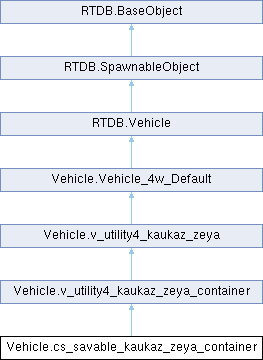 RTDB.BaseObject
RTDB.SpawnableObject
RTDB.Vehicle
Vehicle.Vehicle_4w_Default
Vehicle.v_utility4_kaukaz_zeya
Vehicle.v_utility4_kaukaz_zeya_container
Vehicle.cs_savable_kaukaz_zeya_container